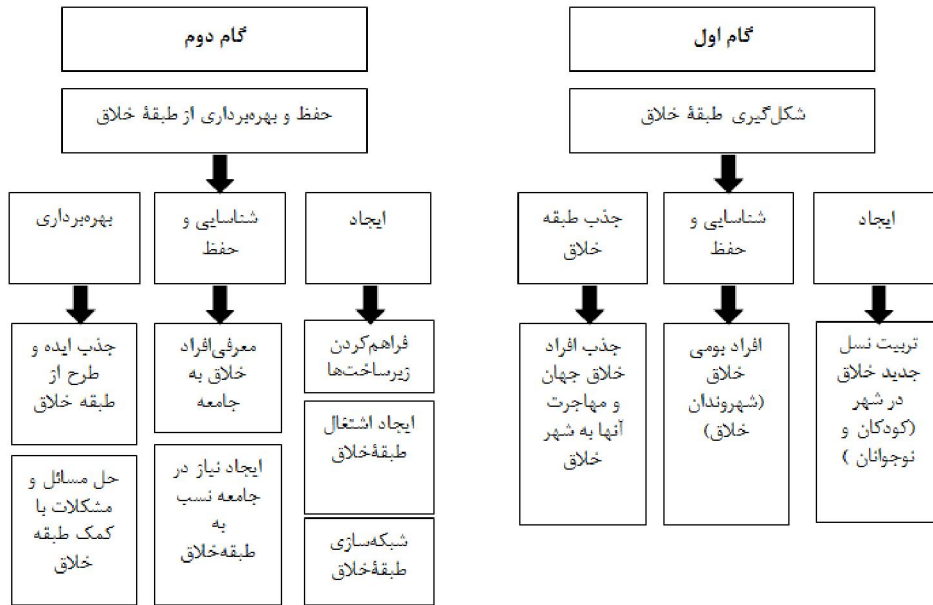 گام اول
شکل‌گیری طبقهٔ خلاق
ایجاد
شناسایی و
حفظ
جذب طبقه
خلاق
تربیت نسل
جدید خلاق
در شهر
(کودکان و
نوجوانان )
افراد بومی
خلاق
(شهروندان
خلاق)
جذب افراد
خلاق جهان
و مهاجرت
آنها به شهر
خلاق
گام دوم
حفظ و بهره‌برداری از طبقهٔ خلاق
ایجاد
شناسایی و
حفظ
بهره‌برداری
فراهم‌کردن
زیرساخت‌ها
ایجاد اشتغال
طبقهٔ‌خلاق
شبکه‌سازی
طبقهٔ‌خلاق
معرفی‌افراد
خلاق به
جامعه
ایجاد نیاز در
جامعه نسب
به
طبقه‌خلاق
جذب ایده و
طرح از
طبقه خلاق
حل مسائل و
مشکلات با
کمک طبقه
خلاق